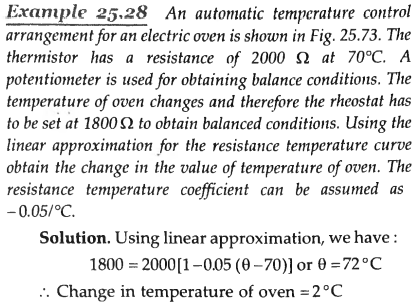 Example 25.28 An automatic temperature control
arrangement for an electric oven is shown in Fig. 25.73. The
thermistor has a resistance of 2000 Ω at 70°C. A
potentiometer is used for obtaining balance conditions. The
temperature of oven changes and therefore the rheostat has
to be set at 1800 Ω to obtain balanced conditions. Using the
linear approximation for the resistance temperature curve
obtain the change in the value of temperature of oven. The
resistance temperature coefficient can be assumed as
– 0.05/°C.
Solution. Using linear approximation, we have :
1800 = 2000[1–0.05 (θ –70)] or θ =72°C
∴ Change in temperature of oven =2°C